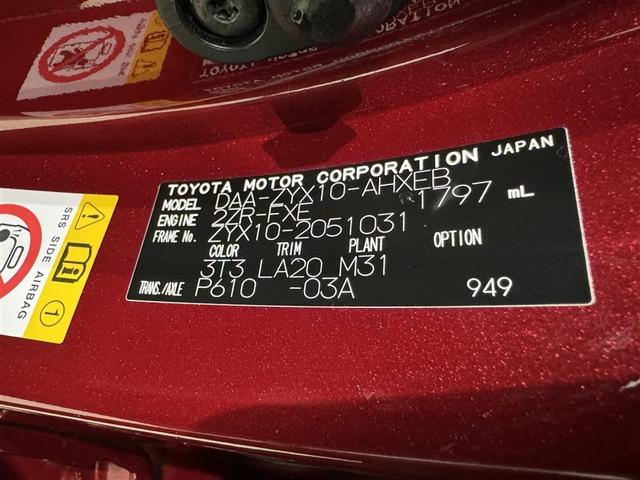 TOYOTA MOTOR CORPORATION JAPAN
MODEL DAA-ZYX10-AHXEB
ENGINE 2ZR-FXE 1797 mL
FRAME No. ZYX10-2051031
COLOR TRIM PLANT OPTION
3T3 LA20 M31
TRANS./AXLE P610 -03A 949
SRS SIDE AIRBAG